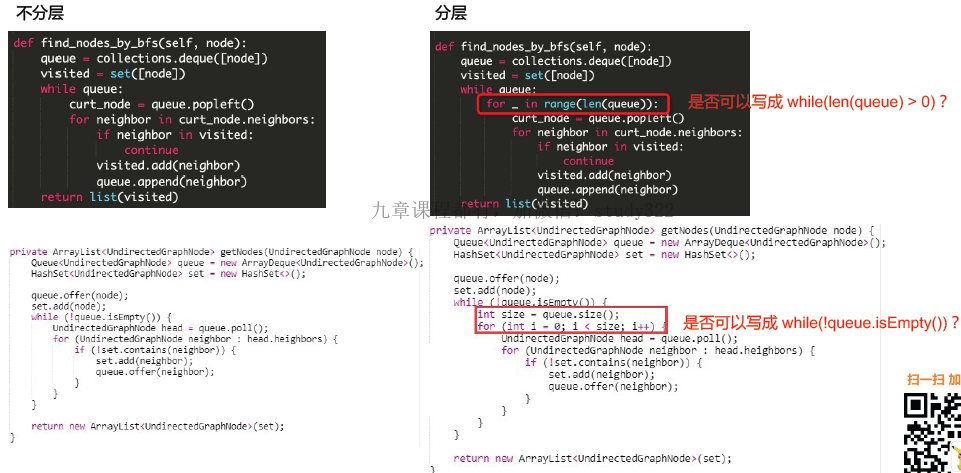 不分层
def find_nodes_by_bfs(self, node):
    queue = collections.deque([node])
    visited = set([node])
    while queue:
        curt_node = queue.popleft()
        for neighbor in curt_node.neighbors:
            if neighbor in visited:
                continue
            visited.add(neighbor)
            queue.append(neighbor)
    return list(visited)
private ArrayList<UndirectedGraphNode> getNodes(UndirectedGraphNode node) {
    Queue<UndirectedGraphNode> queue = new ArrayDeque<UndirectedGraphNode>();
    HashSet<UndirectedGraphNode> set = new HashSet<>();
    queue.offer(node);
    set.add(node);
    while (!queue.isEmpty()) {
        UndirectedGraphNode head = queue.poll();
        for (UndirectedGraphNode neighbor : head.heighbors) {
            if (!set.contains(neighbor)) {
                set.add(neighbor);
                queue.offer(neighbor);
            }
        }
    }
    return new ArrayList<UndirectedGraphNode>(set);
}
分层
def find_nodes_by_bfs(self, node):
    queue = collections.deque([node])
    visited = set([node])
    while queue:
        for _ in range(len(queue)):
            curt_node = queue.popleft()
            for neighbor in curt_node.neighbors:
                if neighbor in visited:
                    continue
                visited.add(neighbor)
                queue.append(neighbor)
    return list(visited)
是否可以写成 while(len(queue) > 0)？
九章课程都有，加微信：study322
private ArrayList<UndirectedGraphNode> getNodes(UndirectedGraphNode node) {
    Queue<UndirectedGraphNode> queue = new ArrayDeque<UndirectedGraphNode>();
    HashSet<UndirectedGraphNode> set = new HashSet<>();
    queue.offer(node);
    set.add(node);
    while (!queue.isEmpty()) {
        int size = queue.size();
        for (int i = 0; i < size; i++) {
            UndirectedGraphNode head = queue.poll();
            for (UndirectedGraphNode neighbor : head.heighbors) {
                if (!set.contains(neighbor)) {
                    set.add(neighbor);
                    queue.offer(neighbor);
                }
            }
        }
    }
    return new ArrayList<UndirectedGraphNode>(set);
}
是否可以写成 while(!queue.isEmpty())？
扫一扫 加